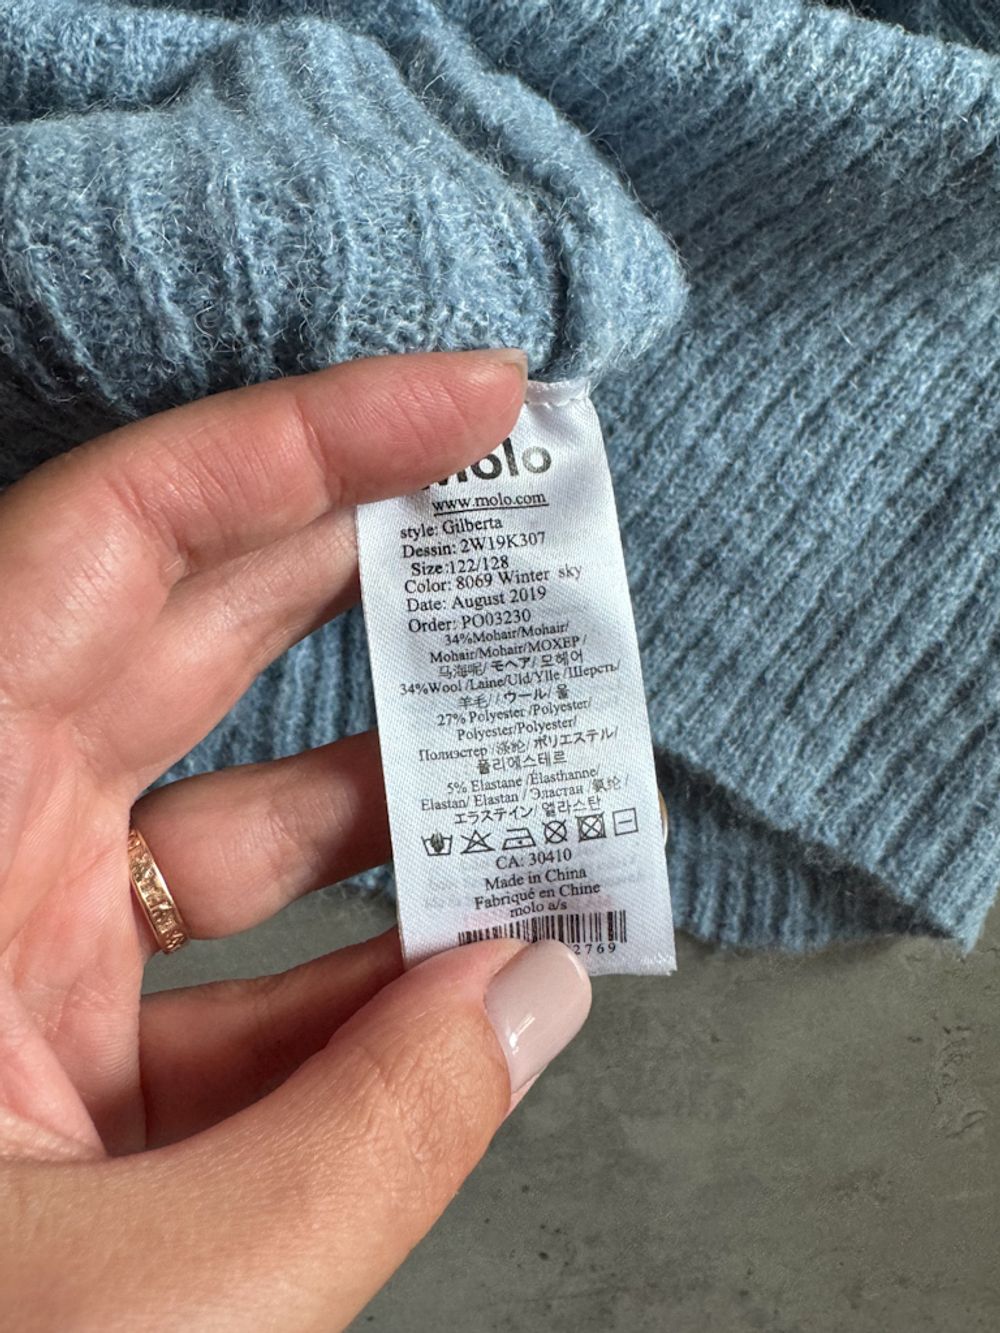 molo
www.molo.com
style: Gilberta
Dessin: 2W19K307
Size:122/128
Color: 8069 Winter sky
Date: August 2019
Order: PO03230
34%Mohair/Mohair/
Mohair/Mohair/МОХЕР /
马海呢/ モヘア/ 모헤어
34%Wool /Laine/Uld/Ylle /Шерсть/
羊毛/ /ウール/ 울
27% Polyester /Polyester/
Polyester/Polyester/
Полиэстер /涤纶/ ポリエステル/
폴리에스테르
5% Elastane /Élasthanne/
Elastan/ Elastan / Эластан /氨纶/
エラステイン/ 엘라스탄
CA: 30410
Made in China
Fabriqué en Chine
molo a/s
2769